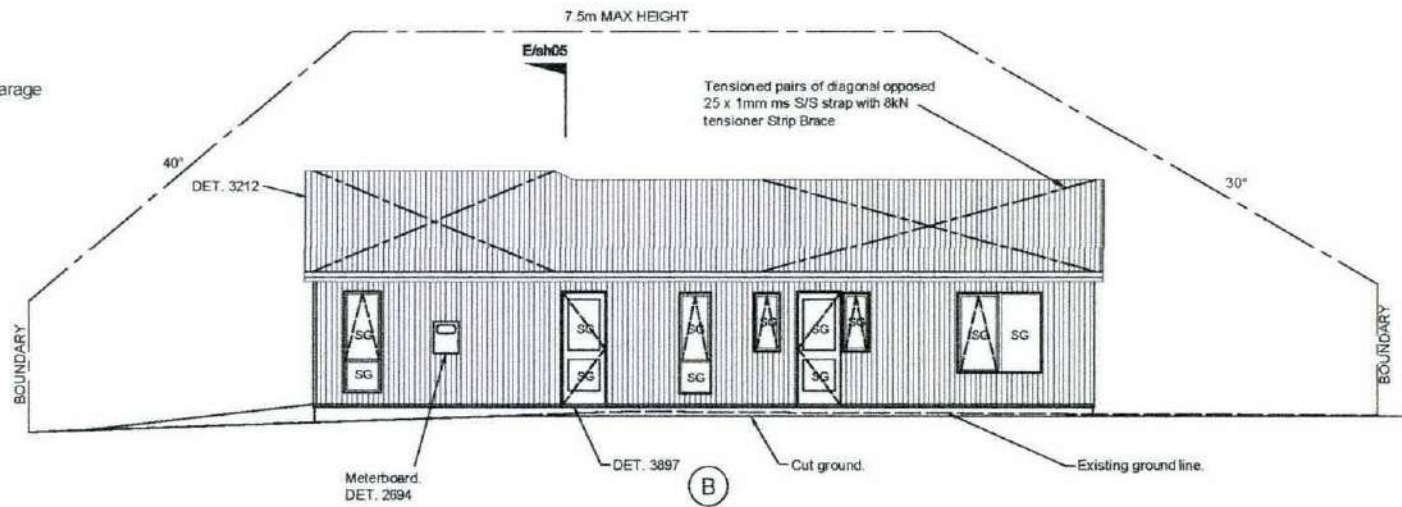 7.5m MAX HEIGHT
E/sh05
arage
Tensioned pairs of diagonal opposed
25 x 1mm ms S/S strap with 8kN
tensioner Strip Brace
40°
DET. 3212
30°
SG
SG
SG
SG
SG
SG
SG
SG
SG
SG
SG
SG
SG
BOUNDARY
BOUNDARY
DET. 3897
Cut ground.
Existing ground line.
Meterboard.
DET. 2694
B